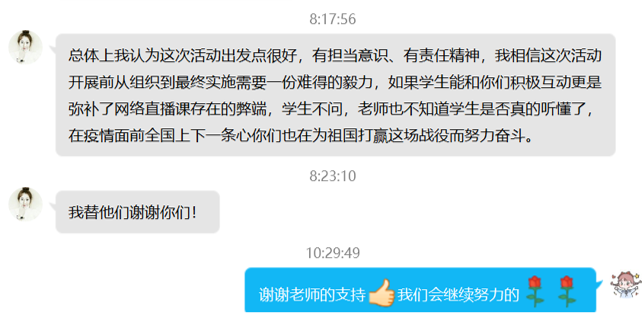 8:17:56
总体上我认为这次活动出发点很好，有担当意识、有责任精神，我相信这次活动
开展前从组织到最终实施需要一份难得的毅力，如果学生能和你们积极互动更是
弥补了网络直播课存在的弊端，学生不问，老师也不知道学生是否真的听懂了，
在疫情面前全国上下一条心你们也在为祖国打赢这场战役而努力奋斗。
8:23:10
我替他们谢谢你们！
10:29:49
谢谢老师的支持👍我们会继续努力的🌹🌹